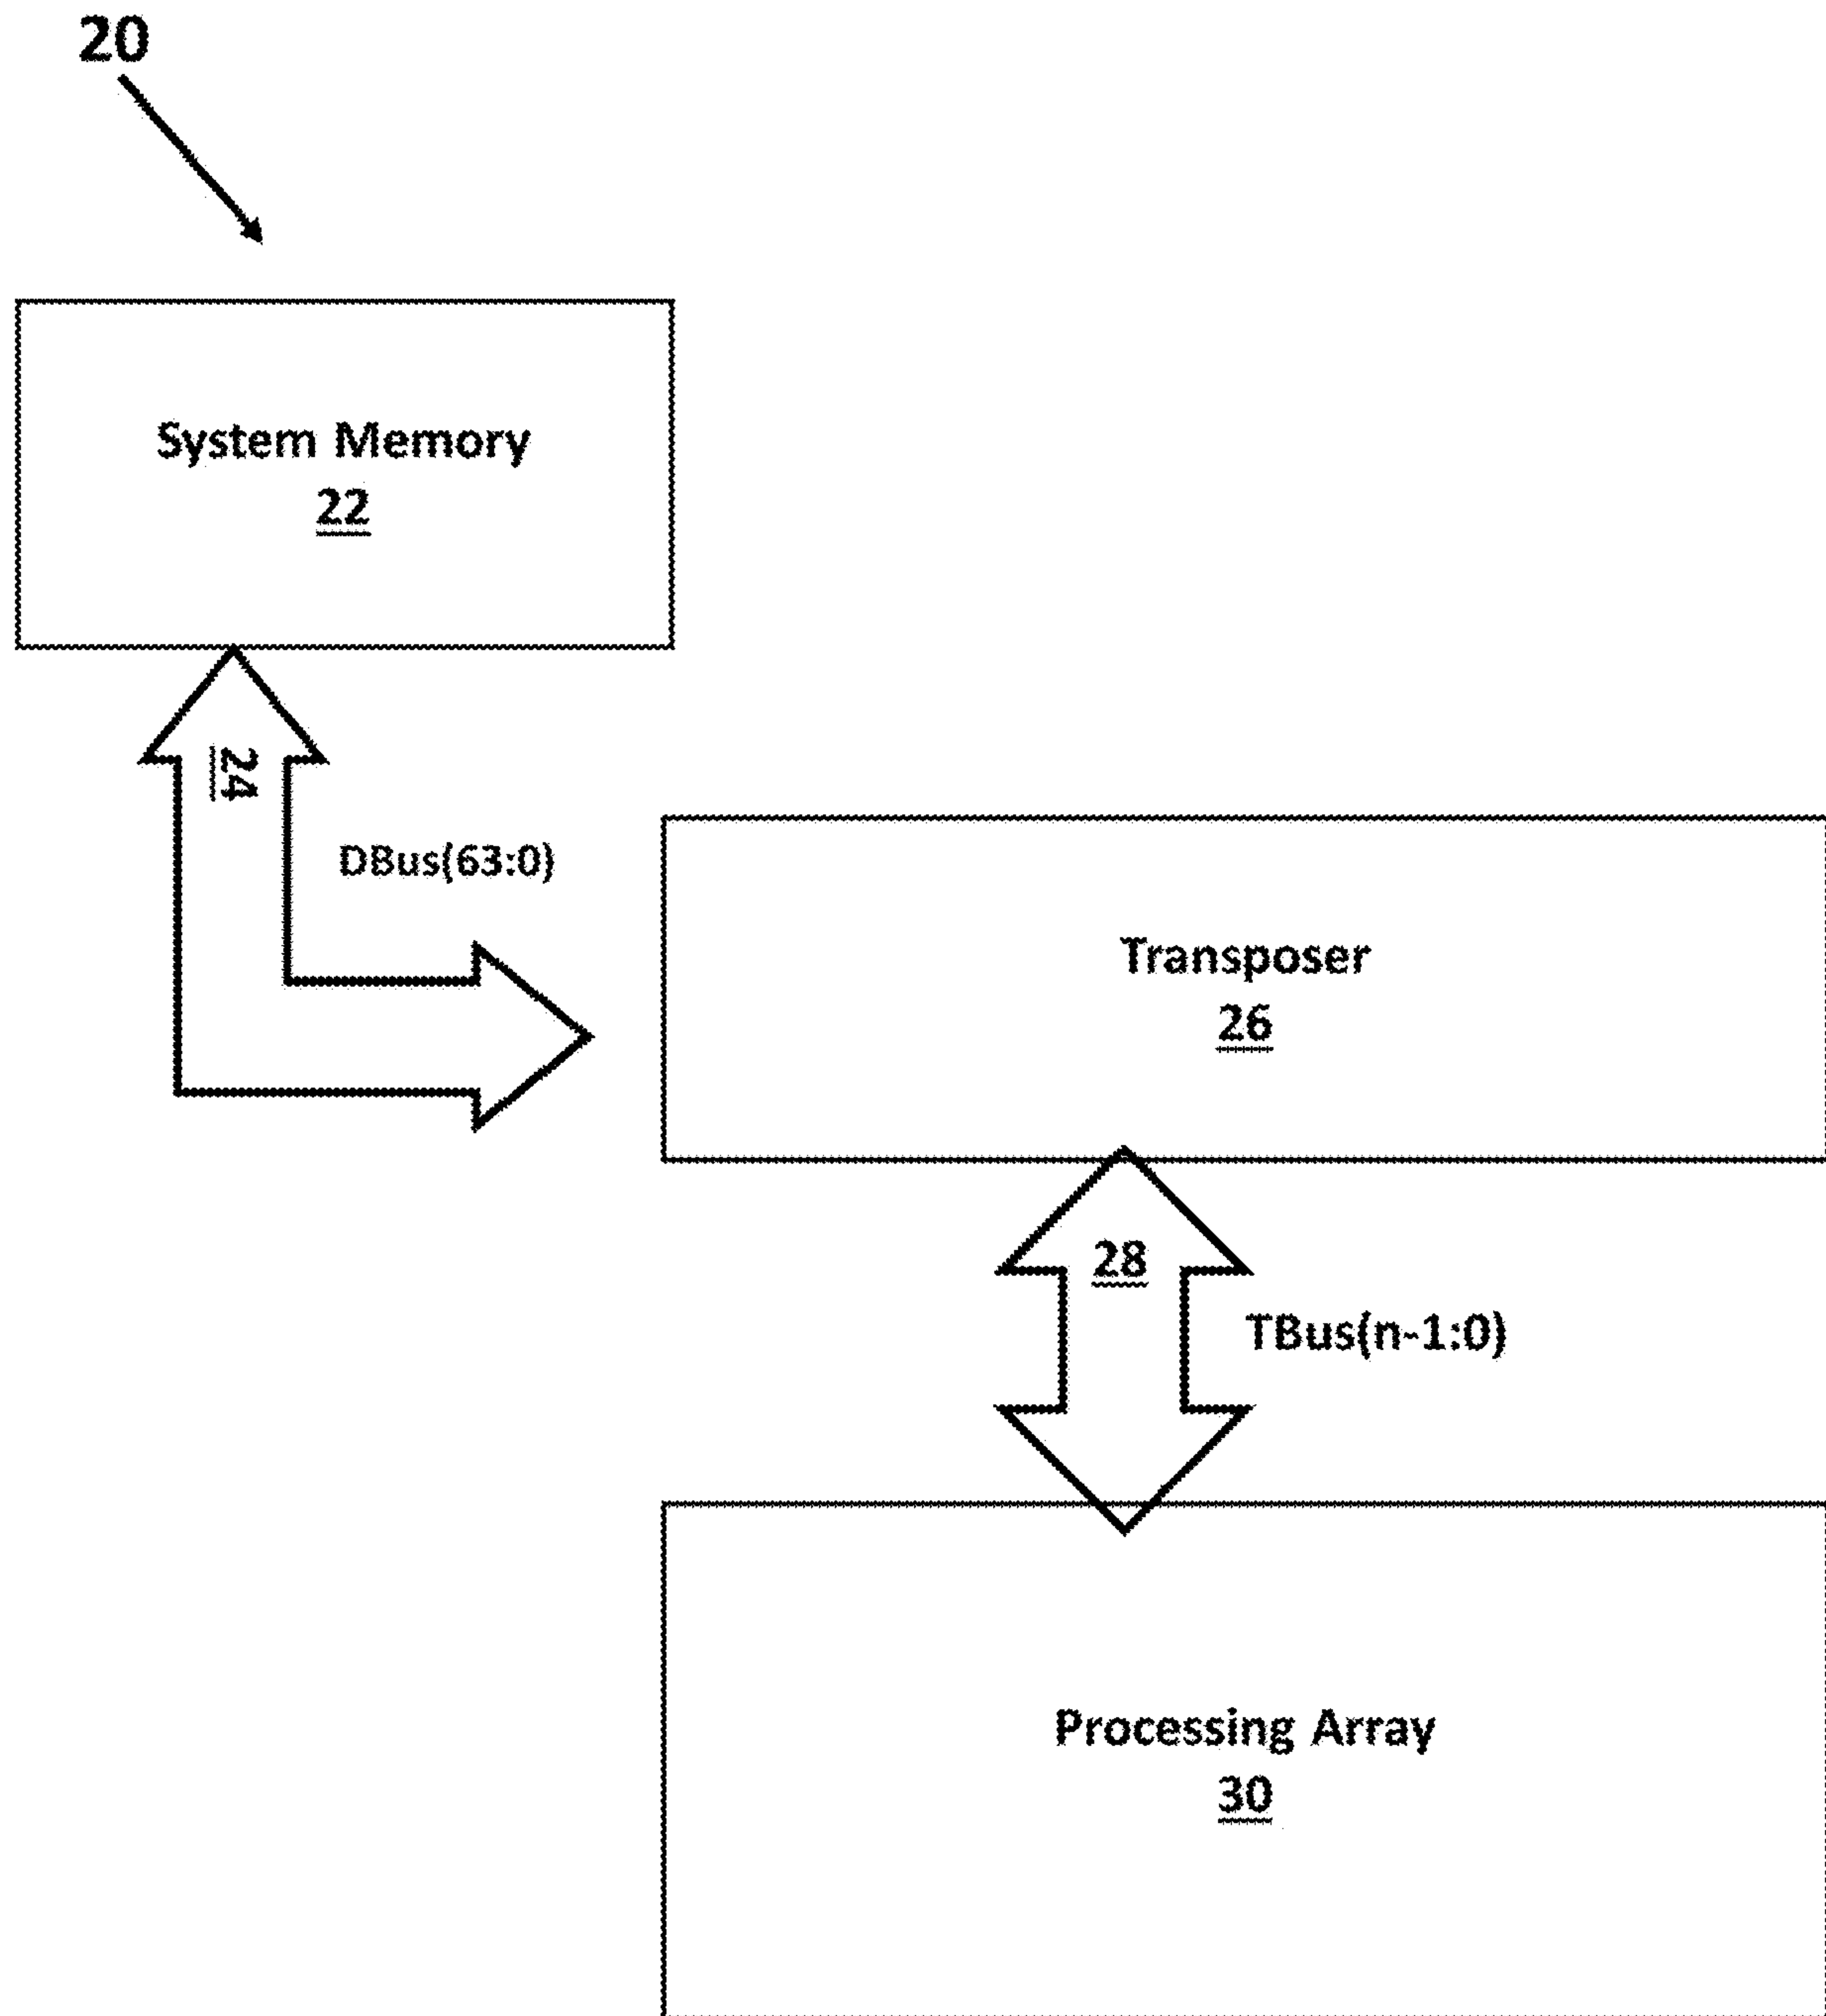 20
System Memory
22
24
DBus(63:0)
Transposer
26
28
TBus(n-1:0)
Processing Array
30